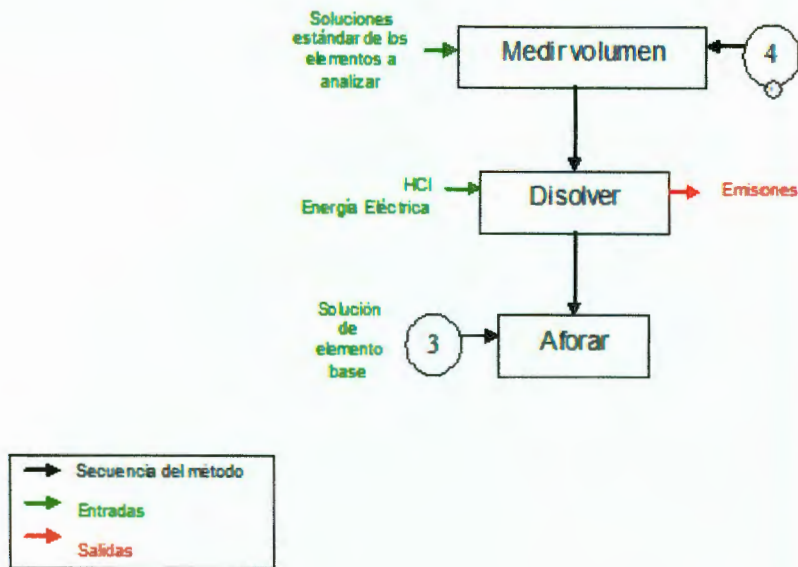 Soluciones
estándar de los
elementos a
analizar
Medir volumen
4
HCl
Energía Eléctrica
Disolver
Emisones
Solución
de
elemento
base
3
Aforar
Secuencia del método
Entradas
Salidas